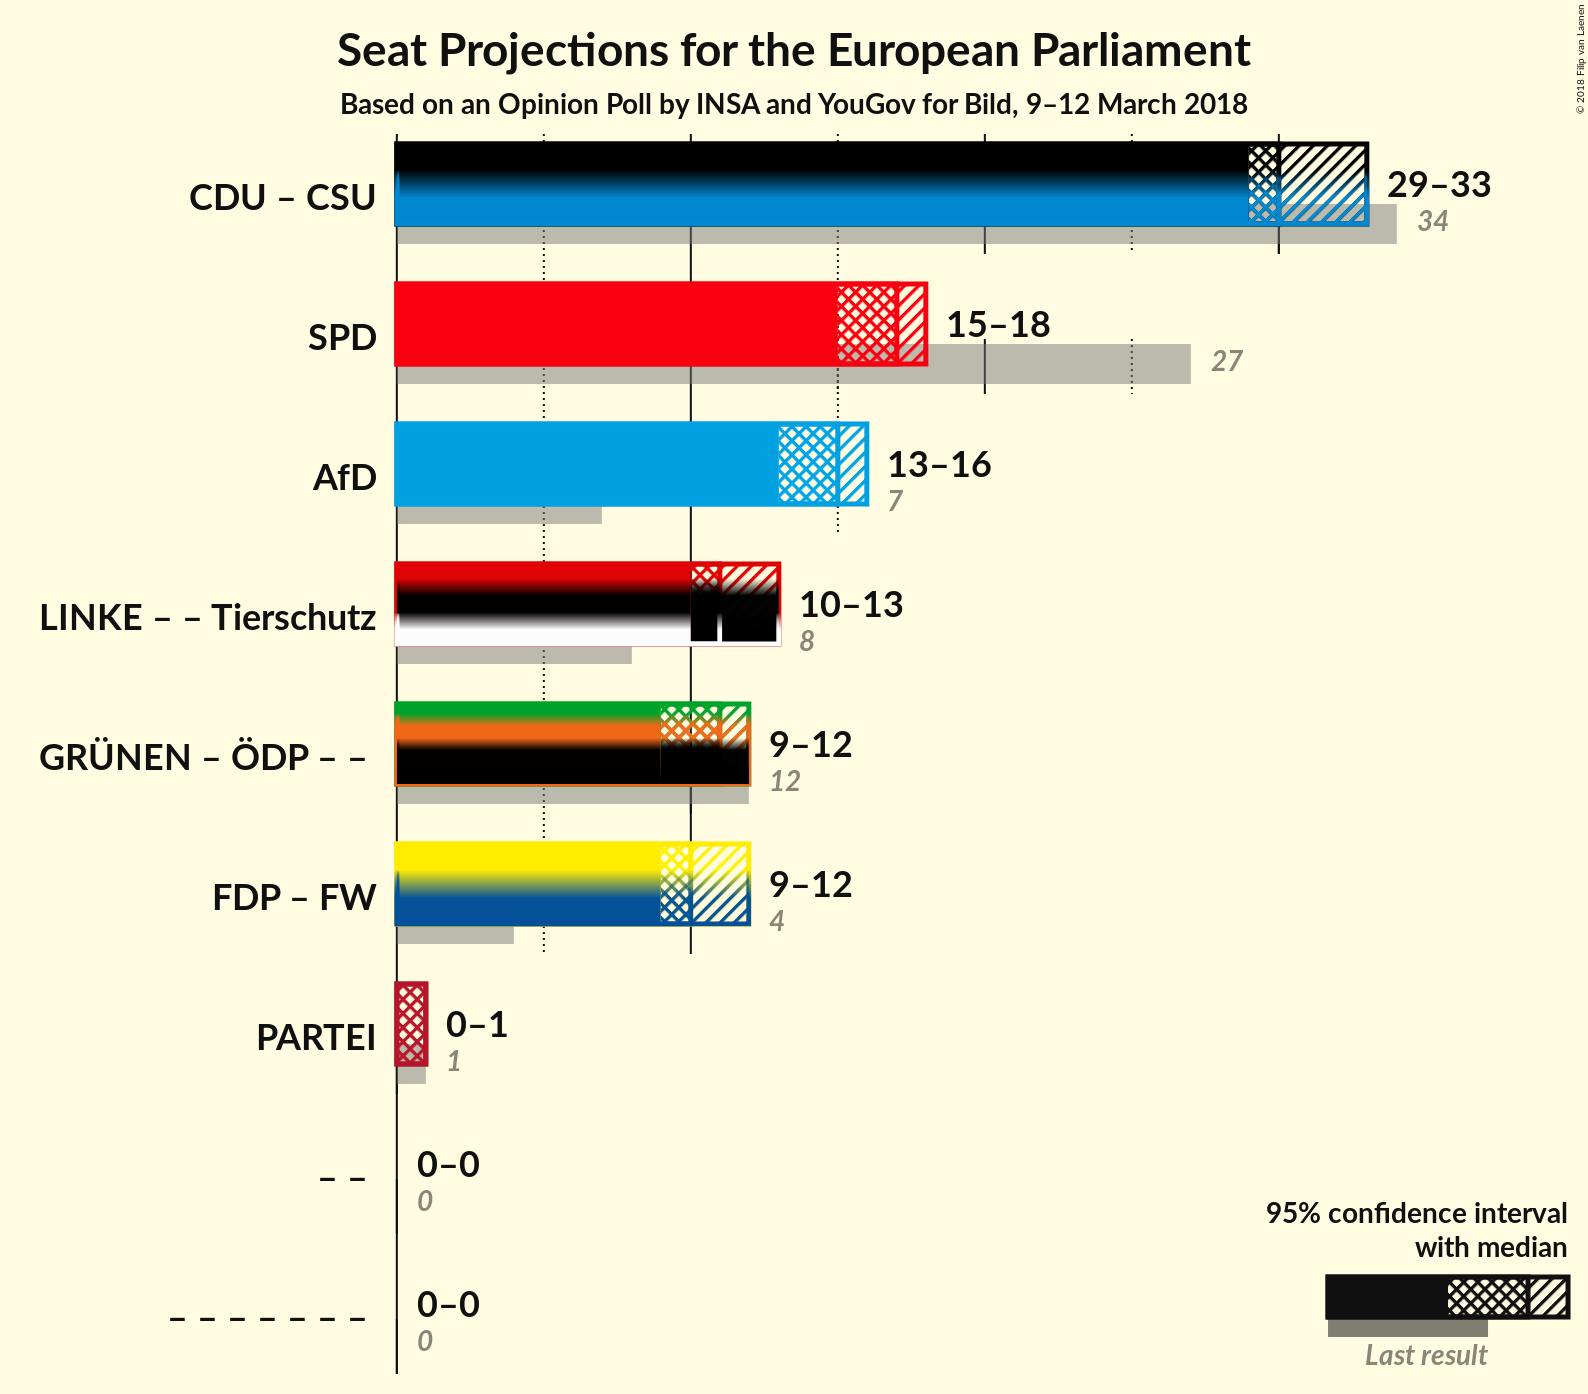 Seat Projections for the European Parliament
Based on an Opinion Poll by INSA and YouGov for Bild, 9–12 March 2018
© 2018 Filip van Laenen
CDU – CSU
29–33
34
SPD
15–18
27
AfD
13–16
7
LINKE – – Tierschutz
10–13
8
GRÜNEN – ÖDP – –
9–12
12
FDP – FW
9–12
4
PARTEI
0–1
1
– –
0–0
0
– – – – – – –
0–0
0
95% confidence interval
with median
Last result